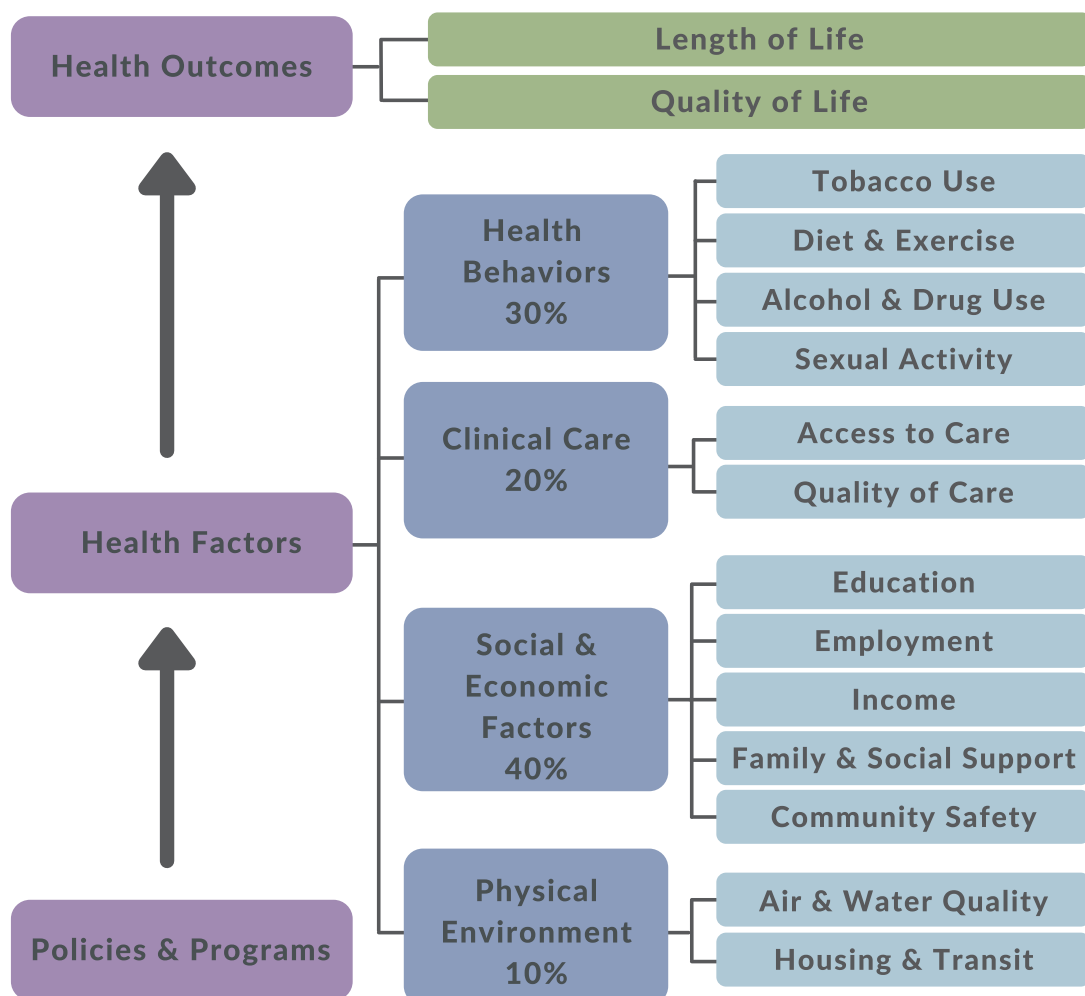 Health Outcomes
Length of Life
Quality of Life
Health
Behaviors
30%
Tobacco Use
Diet & Exercise
Alcohol & Drug Use
Sexual Activity
Clinical Care
20%
Access to Care
Quality of Care
Health Factors
Social &
Economic
Factors
40%
Education
Employment
Income
Family & Social Support
Community Safety
Physical
Environment
10%
Air & Water Quality
Housing & Transit
Policies & Programs